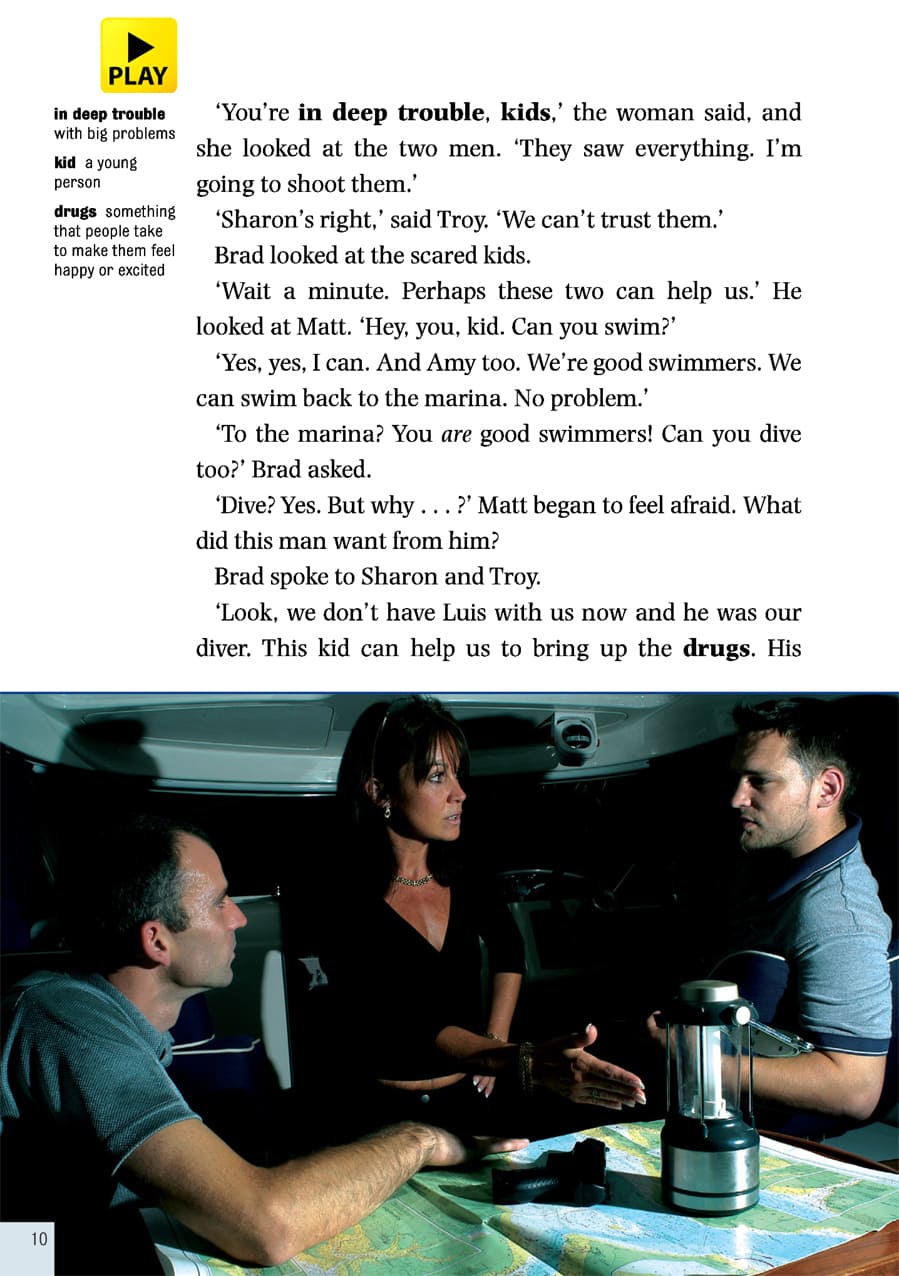 PLAY
in deep trouble
with big problems
kid a young
person
drugs something
that people take
to make them feel
happy or excited
‘You’re in deep trouble, kids,’ the woman said, and
she looked at the two men. ‘They saw everything. I’m
going to shoot them.’
‘Sharon’s right,’ said Troy. ‘We can’t trust them.’
Brad looked at the scared kids.
‘Wait a minute. Perhaps these two can help us.’ He
looked at Matt. ‘Hey, you, kid. Can you swim?’
‘Yes, yes, I can. And Amy too. We’re good swimmers. We
can swim back to the marina. No problem.’
‘To the marina? You are good swimmers! Can you dive
too?’ Brad asked.
‘Dive? Yes. But why . . . ?’ Matt began to feel afraid. What
did this man want from him?
Brad spoke to Sharon and Troy.
‘Look, we don’t have Luis with us now and he was our
diver. This kid can help us to bring up the drugs. His
10